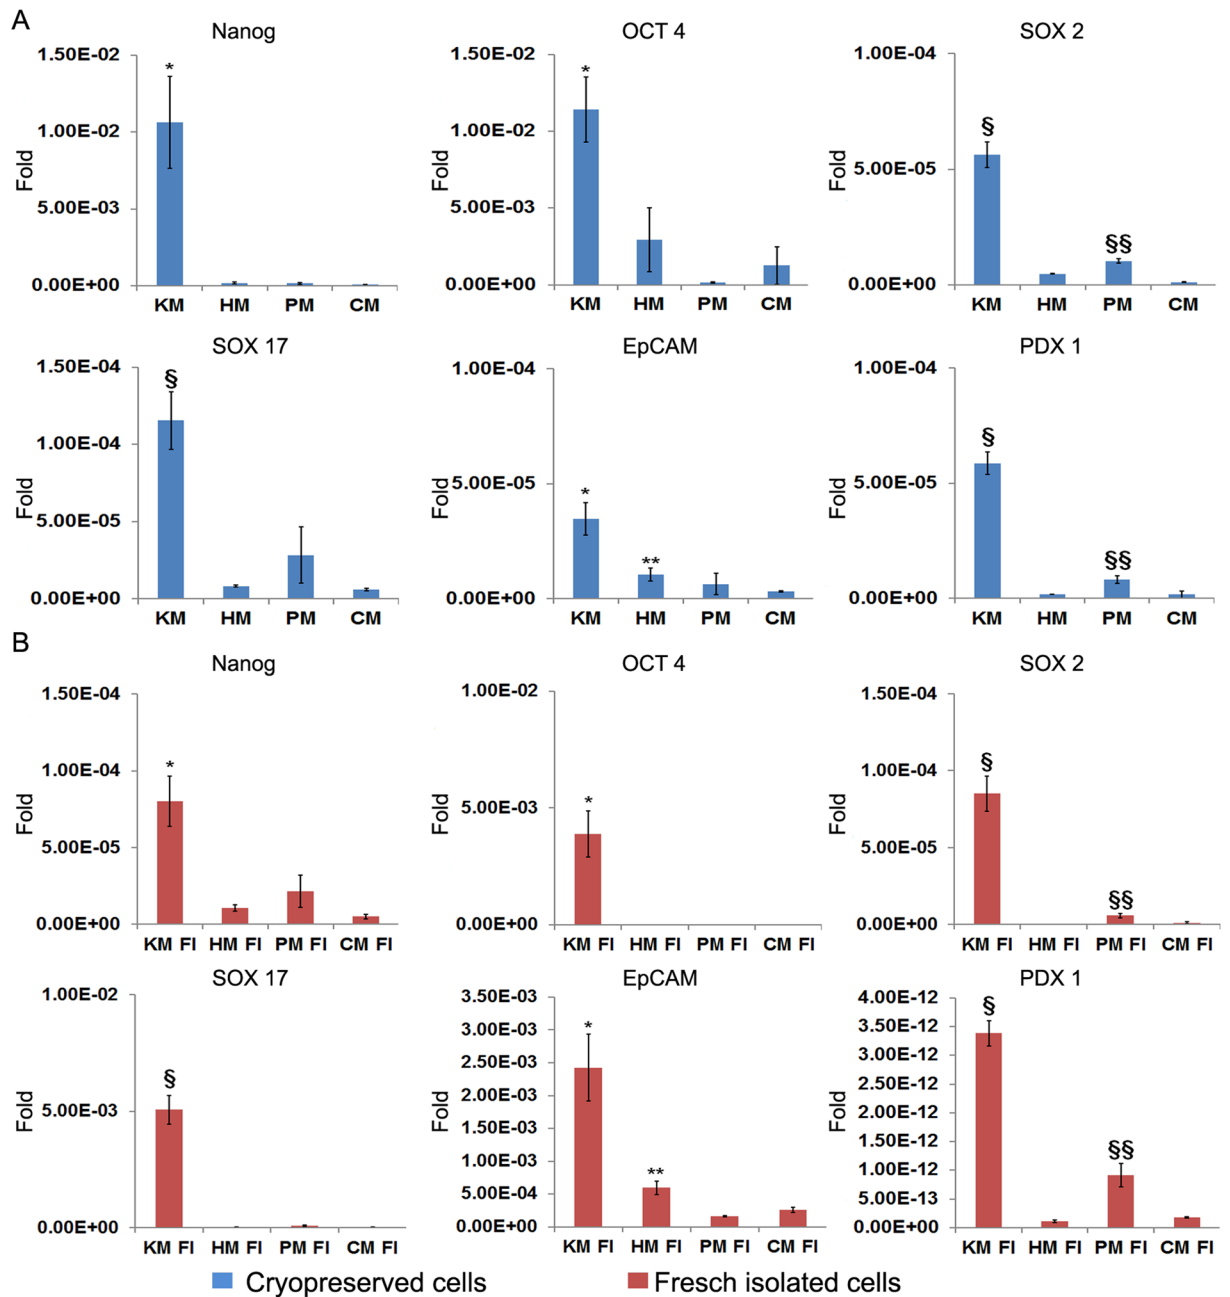 A
Nanog
1.50E-02
1.00E-02
5.00E-03
0.00E+00
Fold
*
KM HM PM CM
OCT 4
1.50E-02
1.00E-02
5.00E-03
0.00E+00
Fold
*
KM HM PM CM
SOX 2
1.00E-04
5.00E-05
0.00E+00
Fold
§
§§
KM HM PM CM
SOX 17
1.50E-04
1.00E-04
5.00E-05
0.00E+00
Fold
§
KM HM PM CM
EpCAM
1.00E-04
5.00E-05
0.00E+00
Fold
*
**
KM HM PM CM
PDX 1
1.00E-04
5.00E-05
0.00E+00
Fold
§
§§
KM HM PM CM
B
Nanog
1.50E-04
1.00E-04
5.00E-05
0.00E+00
Fold
*
KM FI HM FI PM FI CM FI
OCT 4
1.00E-02
5.00E-03
0.00E+00
Fold
*
KM FI HM FI PM FI CM FI
SOX 2
1.50E-04
1.00E-04
5.00E-05
0.00E+00
Fold
§
§§
KM FI HM FI PM FI CM FI
SOX 17
1.00E-02
5.00E-03
0.00E+00
Fold
§
KM FI HM FI PM FI CM FI
EpCAM
3.50E-03
3.00E-03
2.50E-03
2.00E-03
1.50E-03
1.00E-03
5.00E-04
0.00E+00
Fold
*
**
KM FI HM FI PM FI CM FI
PDX 1
4.00E-12
3.50E-12
3.00E-12
2.50E-12
2.00E-12
1.50E-12
1.00E-12
5.00E-13
0.00E+00
Fold
§
§§
KM FI HM FI PM FI CM FI
Cryopreserved cells
Fresch isolated cells